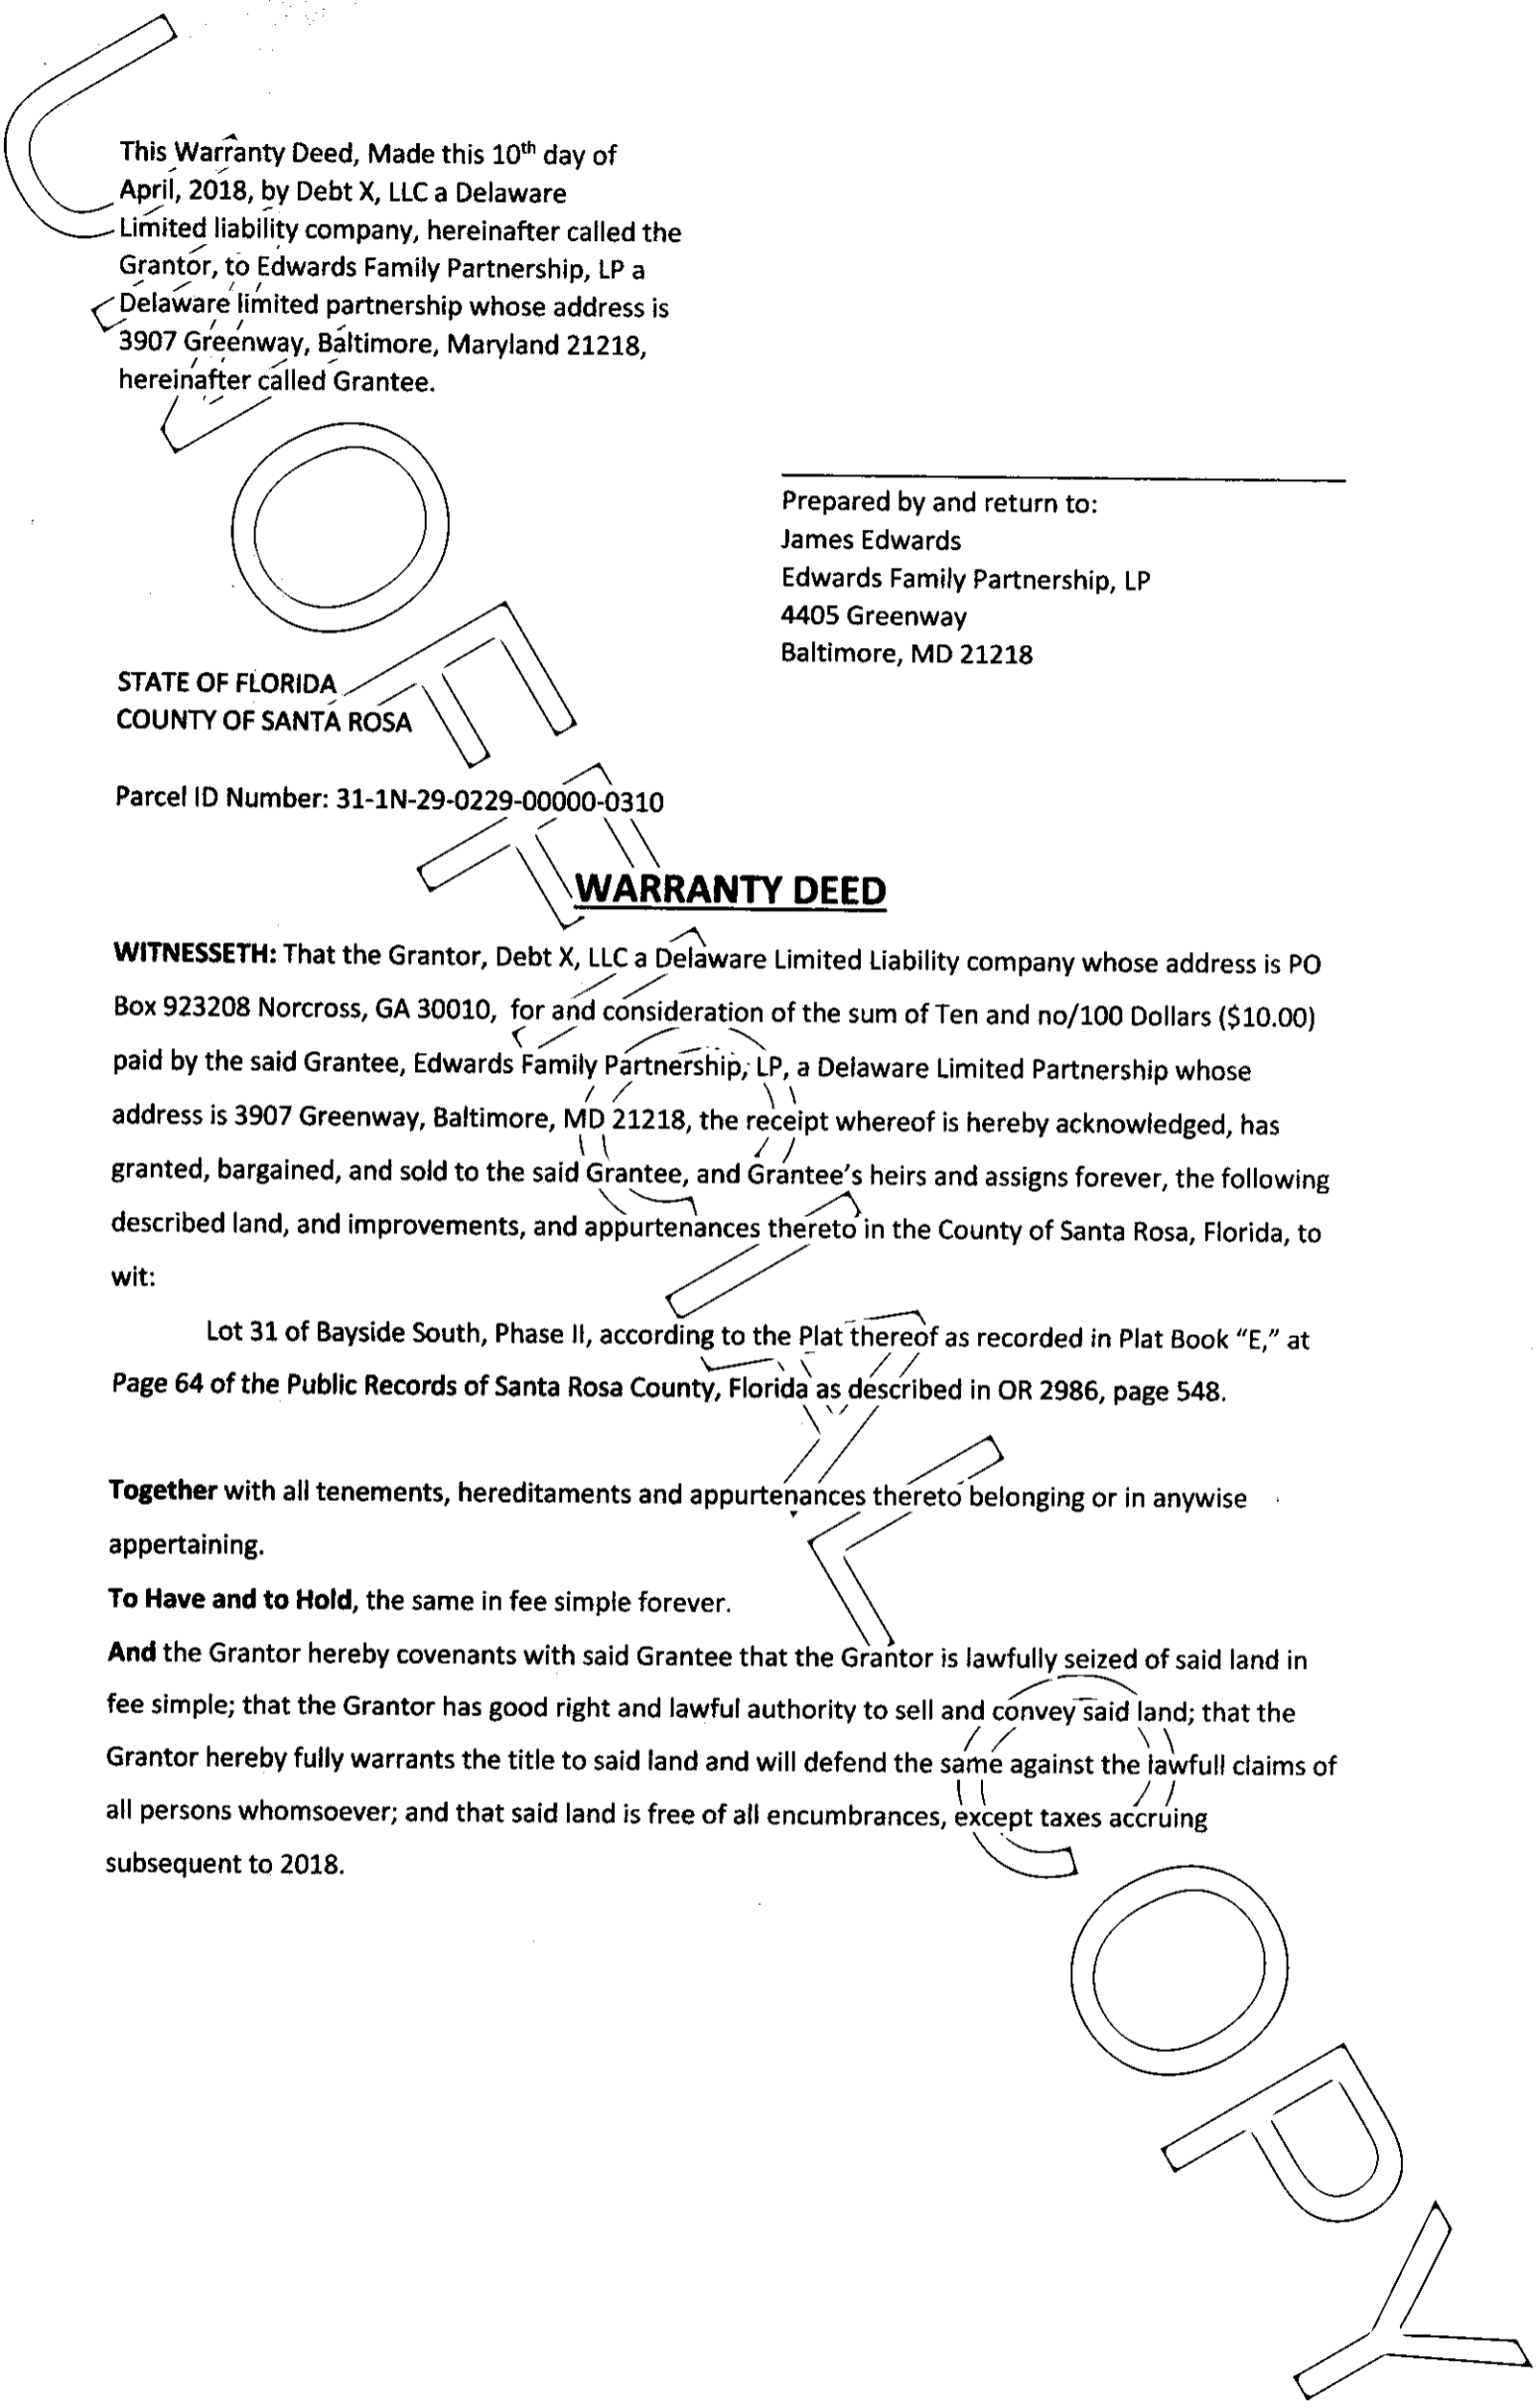 This Warranty Deed, Made this 10th day of
April, 2018, by Debt X, LLC a Delaware
Limited liability company, hereinafter called the
Grantor, to Edwards Family Partnership, LP a
Delaware limited partnership whose address is
3907 Greenway, Baltimore, Maryland 21218,
hereinafter called Grantee.
Prepared by and return to:
James Edwards
Edwards Family Partnership, LP
4405 Greenway
Baltimore, MD 21218
STATE OF FLORIDA
COUNTY OF SANTA ROSA
Parcel ID Number: 31-1N-29-0229-00000-0310
WARRANTY DEED
WITNESSETH: That the Grantor, Debt X, LLC a Delaware Limited Liability company whose address is PO
Box 923208 Norcross, GA 30010, for and consideration of the sum of Ten and no/100 Dollars ($10.00)
paid by the said Grantee, Edwards Family Partnership, LP, a Delaware Limited Partnership whose
address is 3907 Greenway, Baltimore, MD 21218, the receipt whereof is hereby acknowledged, has
granted, bargained, and sold to the said Grantee, and Grantee's heirs and assigns forever, the following
described land, and improvements, and appurtenances thereto in the County of Santa Rosa, Florida, to
wit:
Lot 31 of Bayside South, Phase II, according to the Plat thereof as recorded in Plat Book “E,” at
Page 64 of the Public Records of Santa Rosa County, Florida as described in OR 2986, page 548.
Together with all tenements, hereditaments and appurtenances thereto belonging or in anywise
appertaining.
To Have and to Hold, the same in fee simple forever.
And the Grantor hereby covenants with said Grantee that the Grantor is lawfully seized of said land in
fee simple; that the Grantor has good right and lawful authority to sell and convey said land; that the
Grantor hereby fully warrants the title to said land and will defend the same against the lawfull claims of
all persons whomsoever; and that said land is free of all encumbrances, except taxes accruing
subsequent to 2018.
UNOFFICIAL COPY